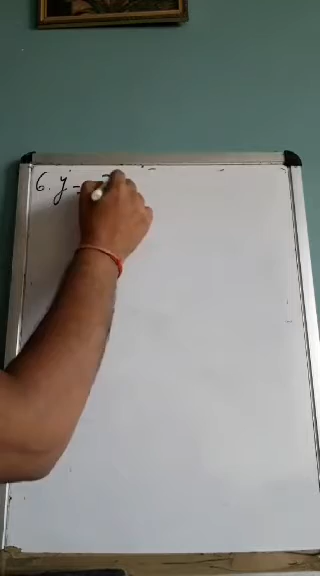 6. y =